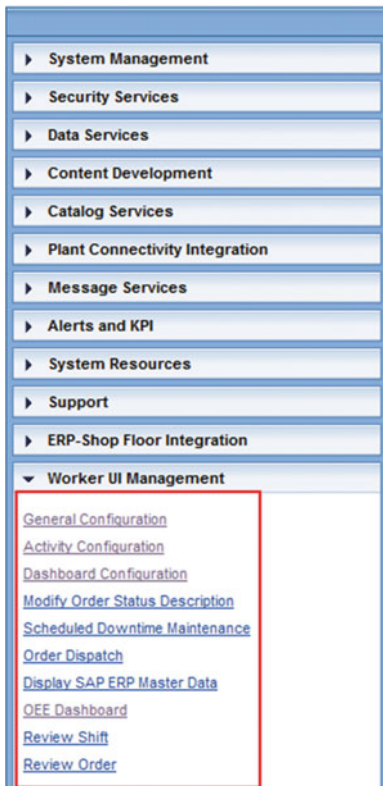 System Management
Security Services
Data Services
Content Development
Catalog Services
Plant Connectivity Integration
Message Services
Alerts and KPI
System Resources
Support
ERP-Shop Floor Integration
Worker UI Management
General Configuration
Activity Configuration
Dashboard Configuration
Modify Order Status Description
Scheduled Downtime Maintenance
Order Dispatch
Display SAP ERP Master Data
OEE Dashboard
Review Shift
Review Order